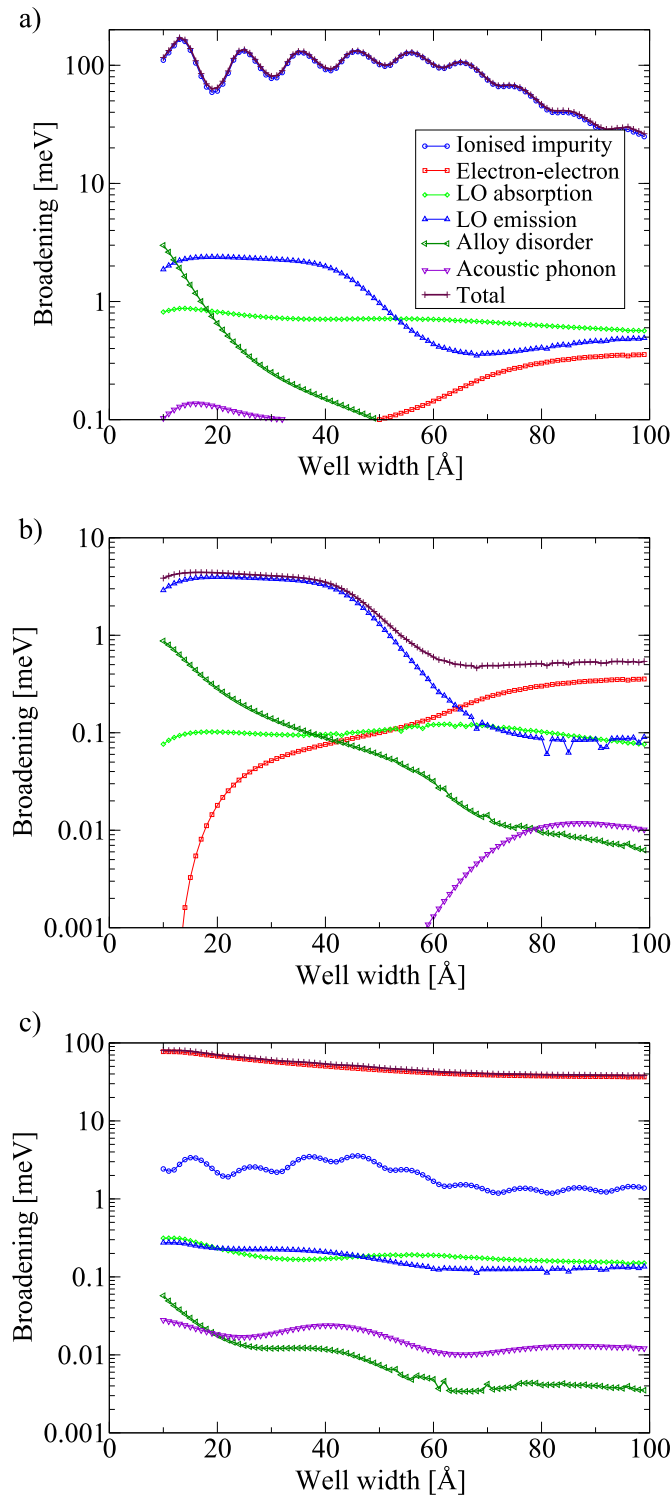 a)
100
10
1
0.1
Broadening [meV]
Ionised impurity
Electron-electron
LO absorption
LO emission
Alloy disorder
Acoustic phonon
Total
0 20 40 60 80 100
Well width [Å]
b)
10
1
0.1
0.01
0.001
Broadening [meV]
0 20 40 60 80 100
Well width [Å]
c)
100
10
1
0.1
0.01
0.001
Broadening [meV]
0 20 40 60 80 100
Well width [Å]